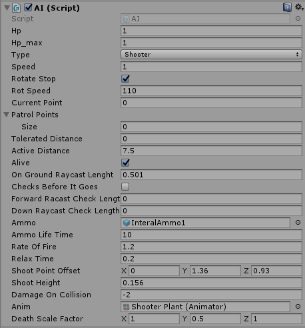 AI (Script)
Script AI
Hp 1
Hp_max 1
Type Shooter
Speed 1
Rotate Stop
Rot Speed 110
Current Point 0
Patrol Points
Size 0
Tolerated Distance 0
Active Distance 7.5
Alive
On Ground Raycast Lenght 0.501
Checks Before It Goes
Forward Racast Check Lengt 0
Down Raycast Check Length 0
Ammo InteralAmmo1
Ammo Life Time 10
Rate Of Fire 1.2
Relax Time 0.2
Shoot Point Offset X 0 Y 1.36 Z 0.93
Shoot Height 0.156
Damage On Collision -2
Anim Shooter Plant (Animator)
Death Scale Factor X 1 Y 0.5 Z 1